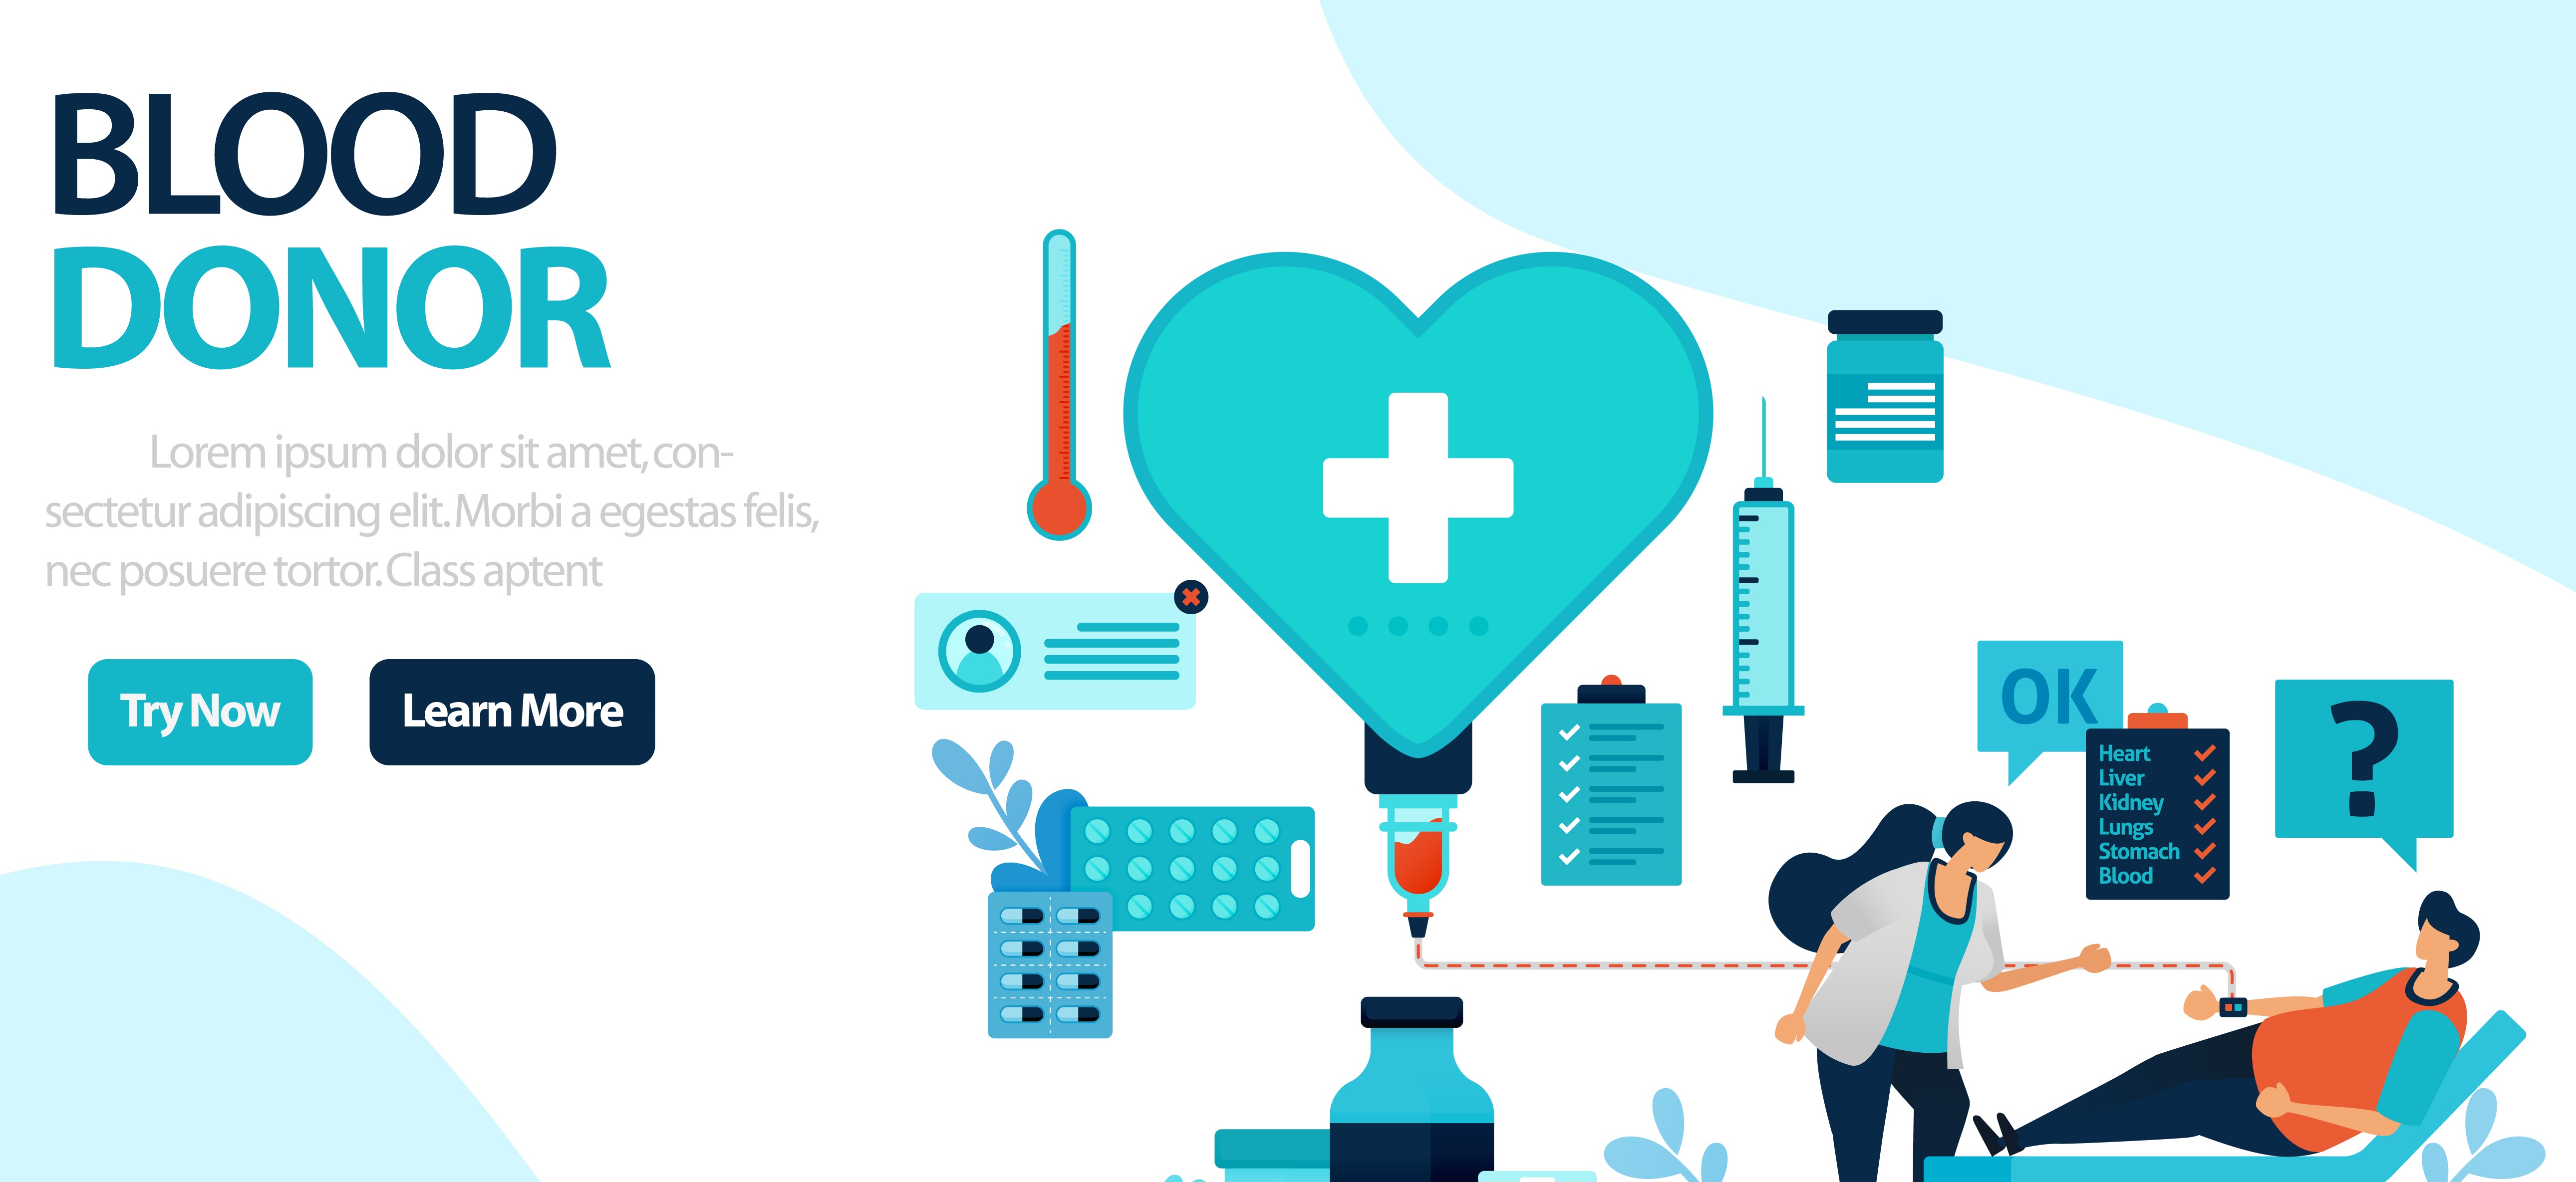 BLOOD
DONOR
Lorem ipsum dolor sit amet, con-
sectetur adipiscing elit. Morbi a egestas felis,
nec posuere tortor. Class aptent
Try Now
Learn More
OK
?
Heart
Liver
Kidney
Lungs
Stomach
Blood